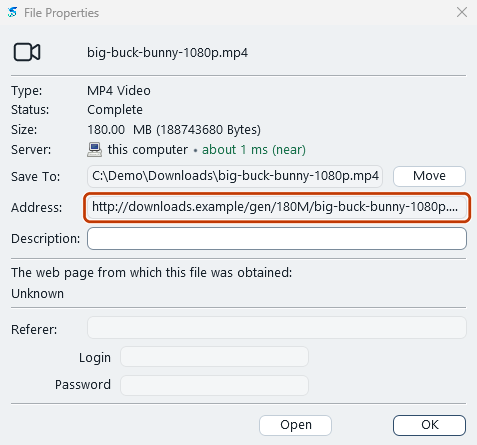 File Properties
big-buck-bunny-1080p.mp4
Type: MP4 Video
Status: Complete
Size: 180.00 MB (188743680 Bytes)
Server: this computer • about 1 ms (near)
Save To: C:\Demo\Downloads\big-buck-bunny-1080p.mp4 Move
Address: http://downloads.example/gen/180M/big-buck-bunny-1080p....
Description:
The web page from which this file was obtained:
Unknown
Referer:
Login
Password
Open OK